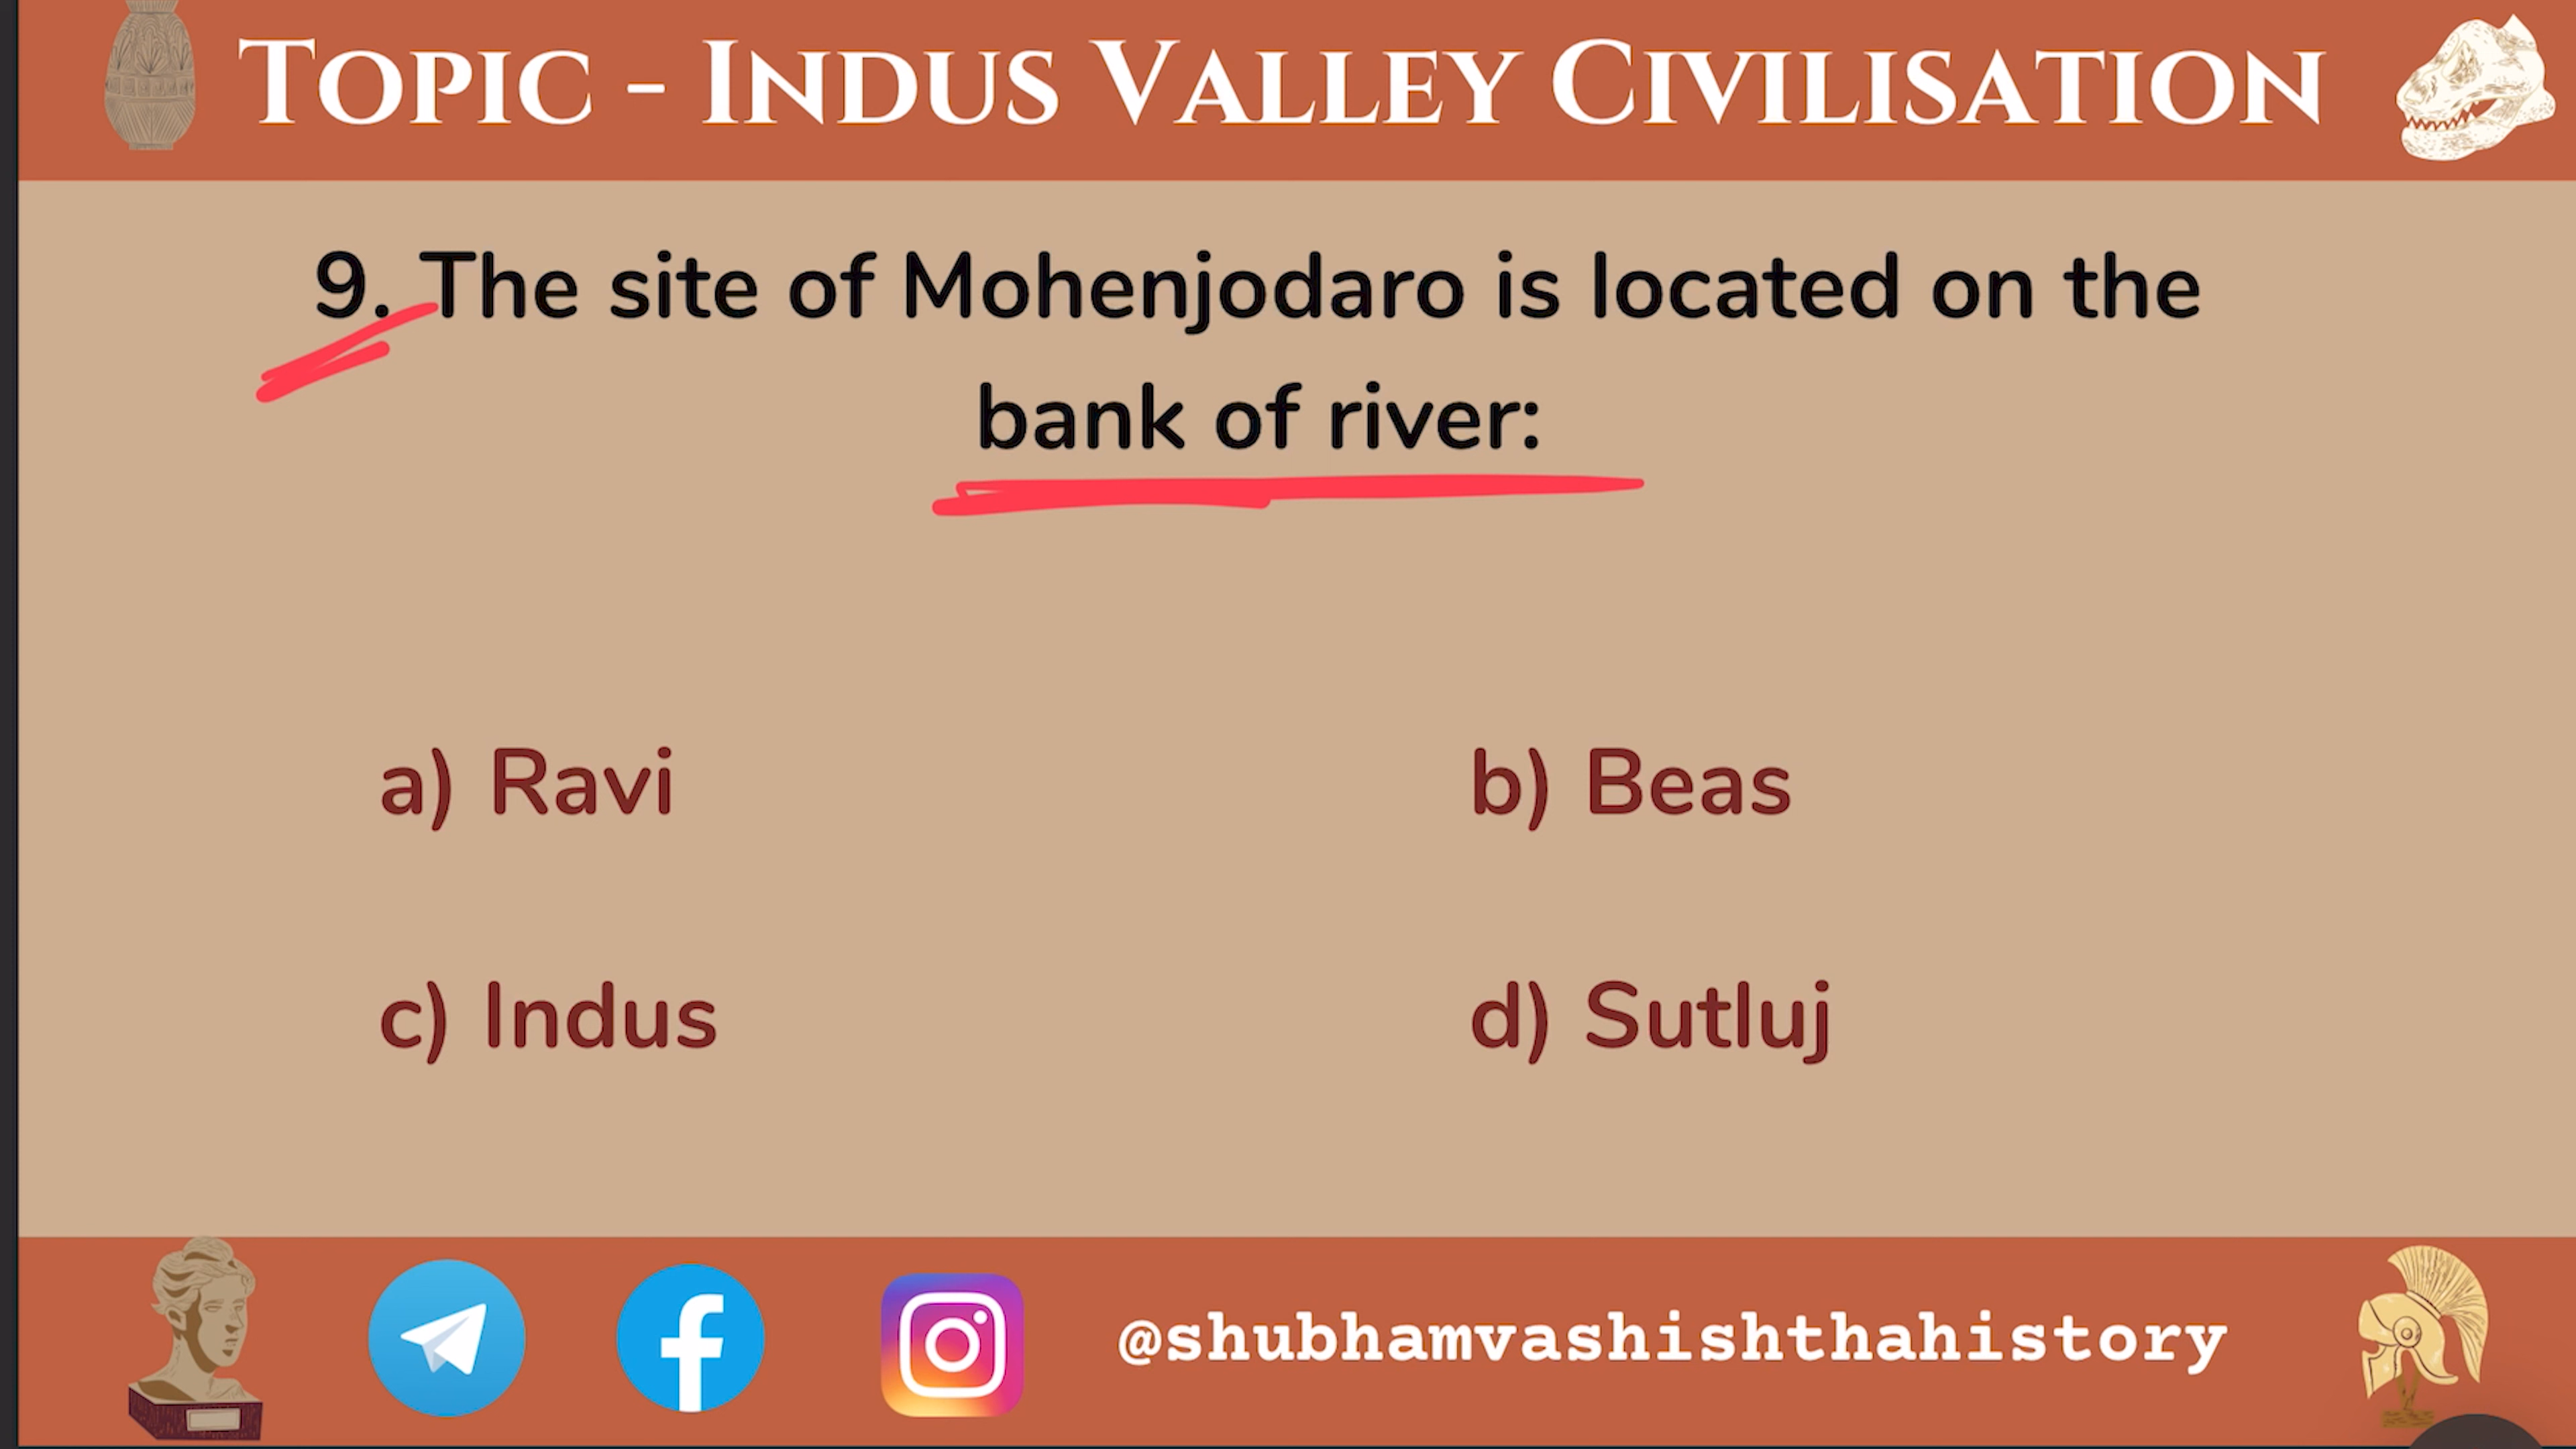 TOPIC - INDUS VALLEY CIVILISATION
9. The site of Mohenjodaro is located on the
bank of river:
a) Ravi
b) Beas
c) Indus
d) Sutluj
@shubhamvashishthahistory